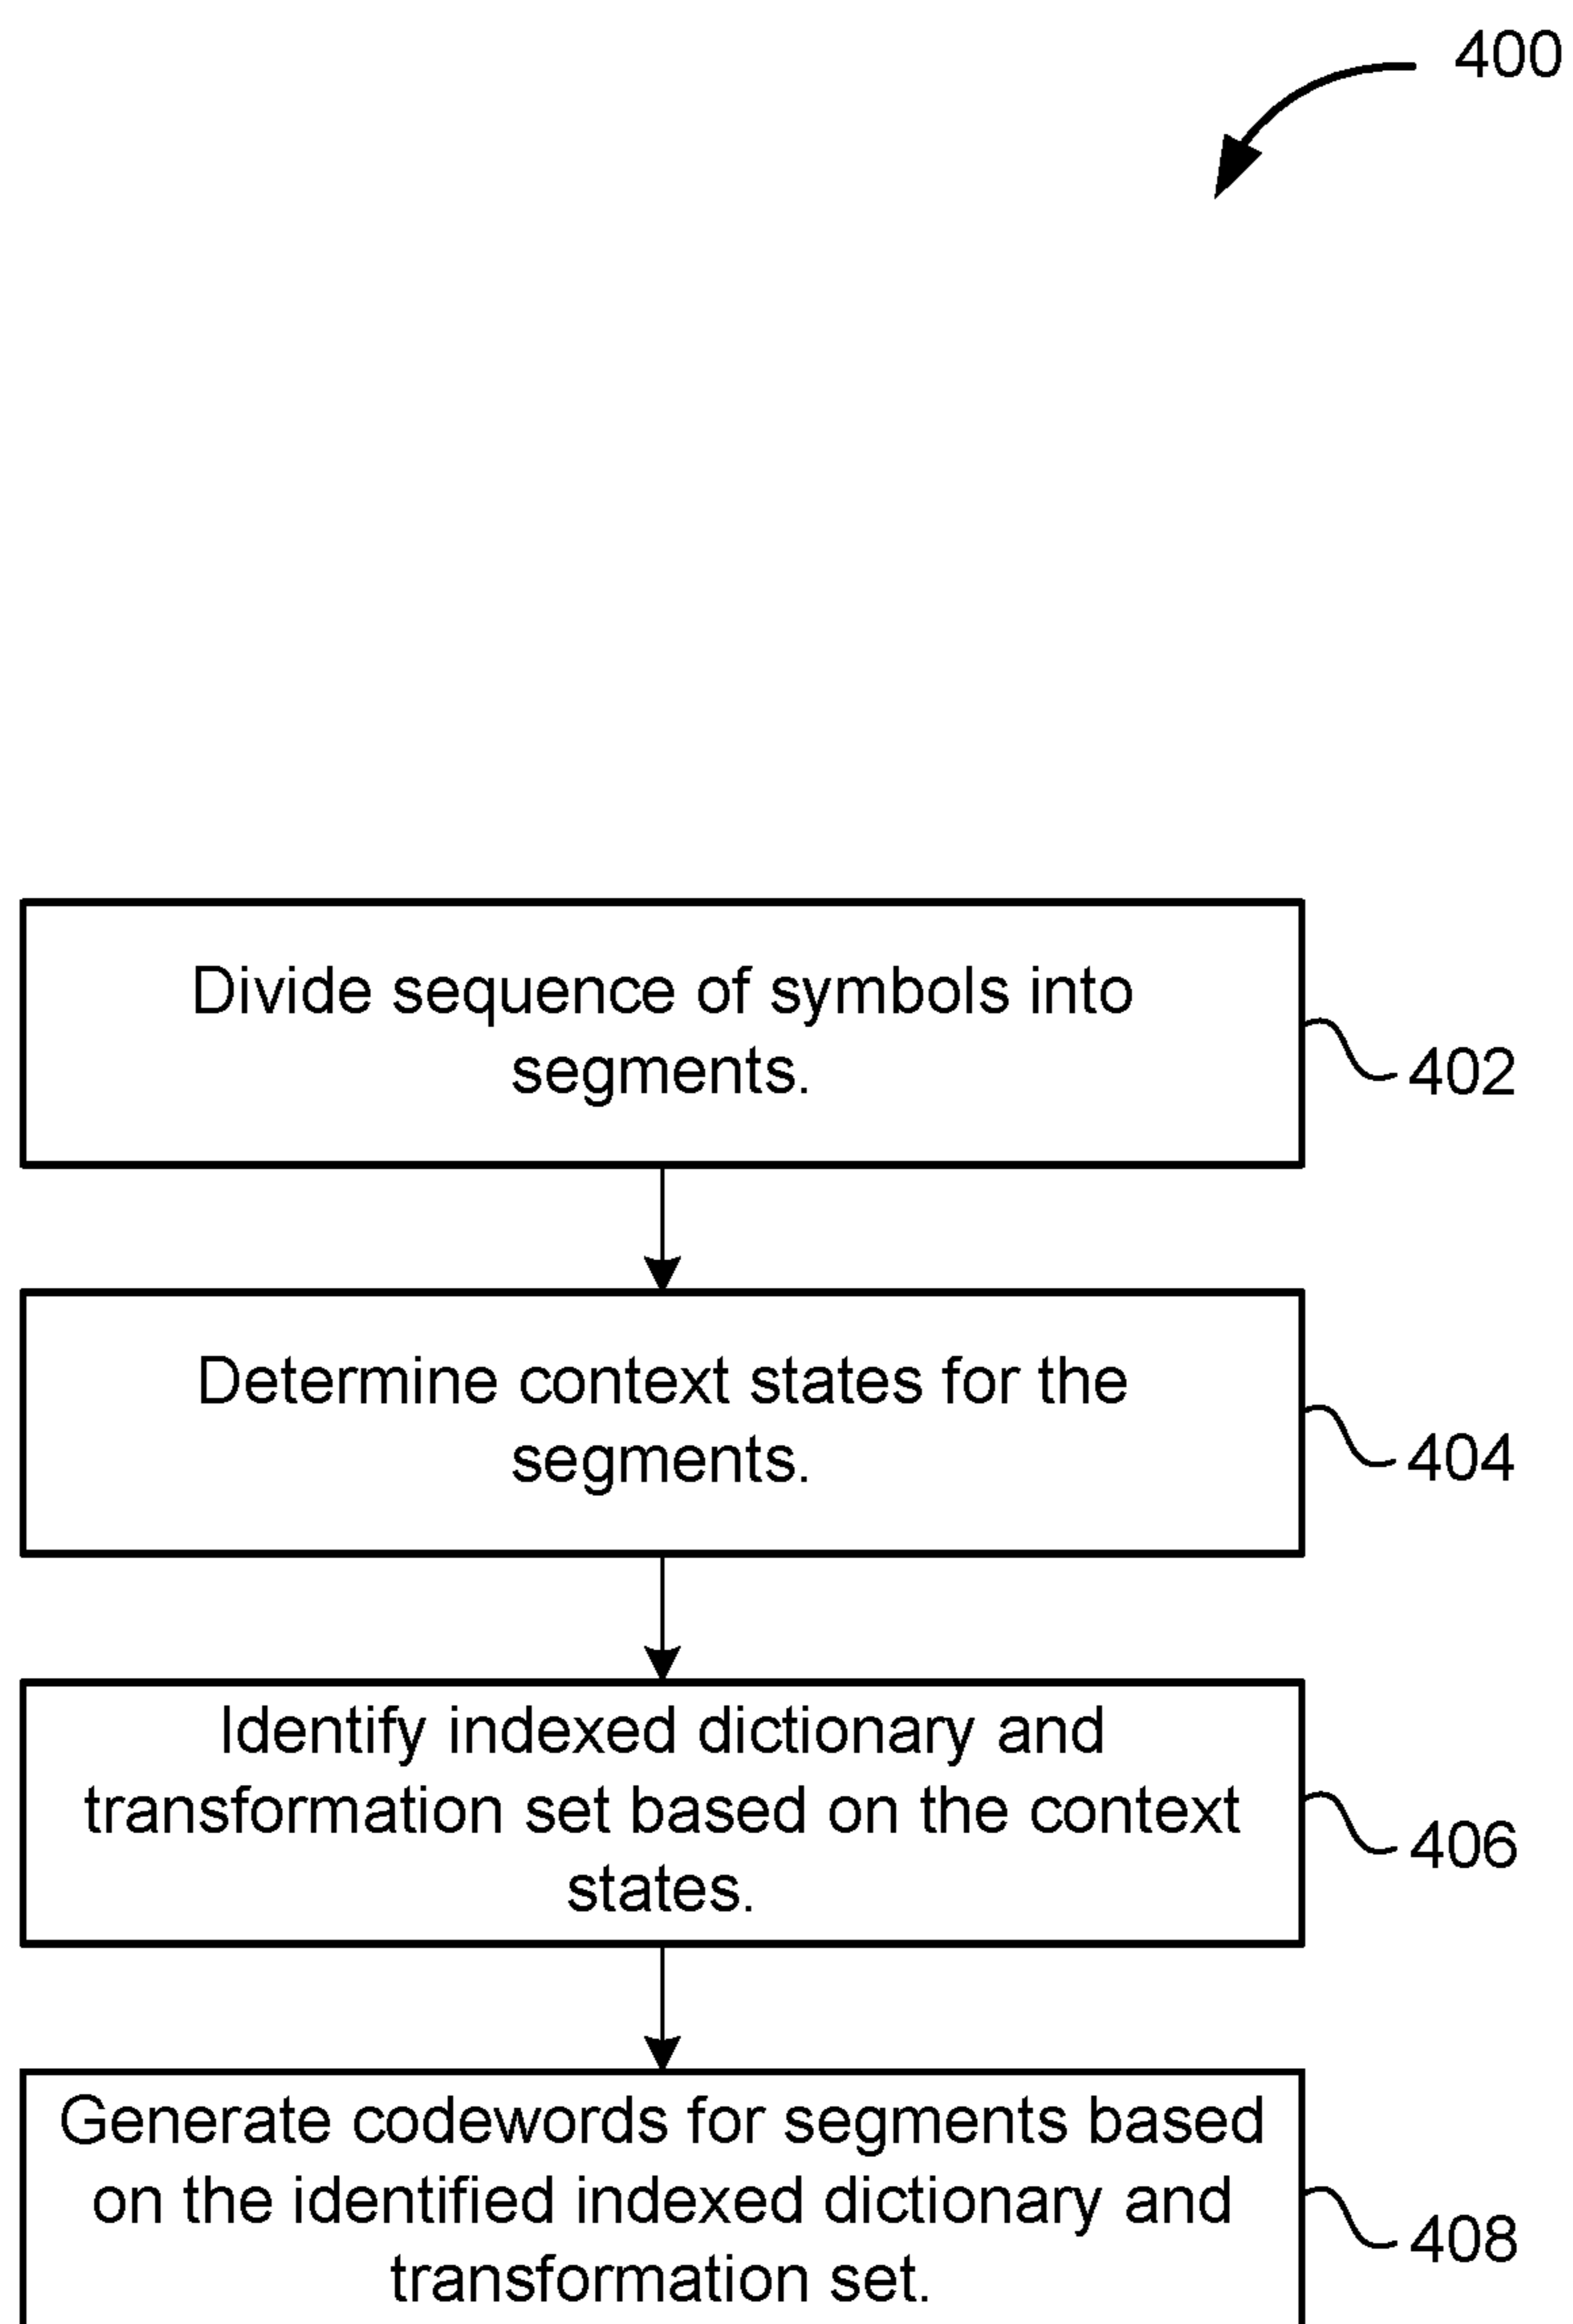 400
Divide sequence of symbols into
segments.
402
Determine context states for the
segments.
404
Identify indexed dictionary and
transformation set based on the context
states.
406
Generate codewords for segments based
on the identified indexed dictionary and
transformation set.
408